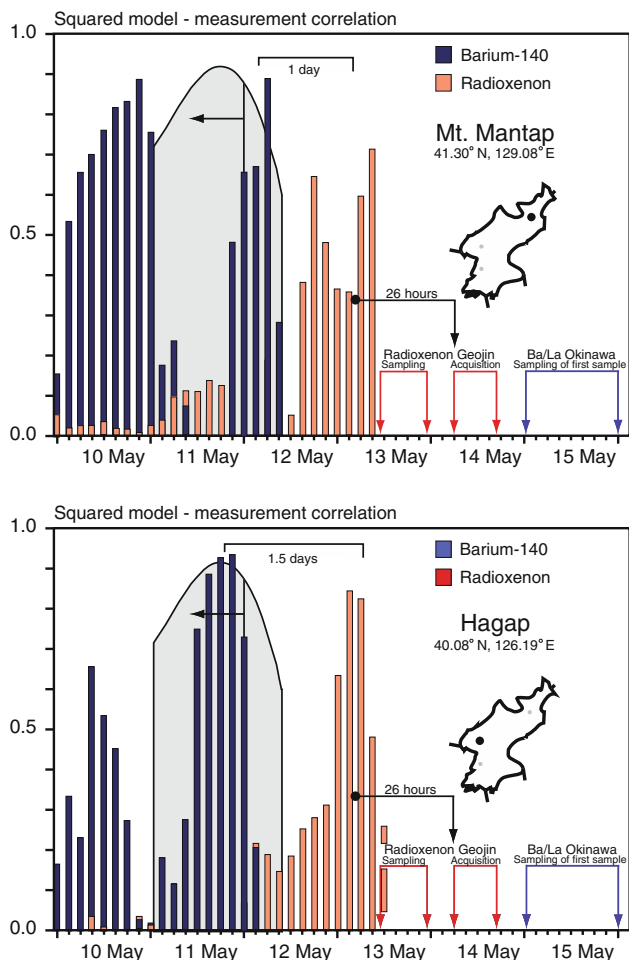 Squared model - measurement correlation
1.0
1 day
Barium-140
Radioxenon
Mt. Mantap
41.30° N, 129.08° E
0.5
26 hours
Radioxenon Geojin
Ba/La Okinawa
Sampling
Acquisition
Sampling of first sample
0.0
10 May
11 May
12 May
13 May
14 May
15 May
Squared model - measurement correlation
1.0
1.5 days
Barium-140
Radioxenon
Hagap
40.08° N, 126.19° E
0.5
26 hours
Radioxenon Geojin
Ba/La Okinawa
Sampling
Acquisition
Sampling of first sample
0.0
10 May
11 May
12 May
13 May
14 May
15 May